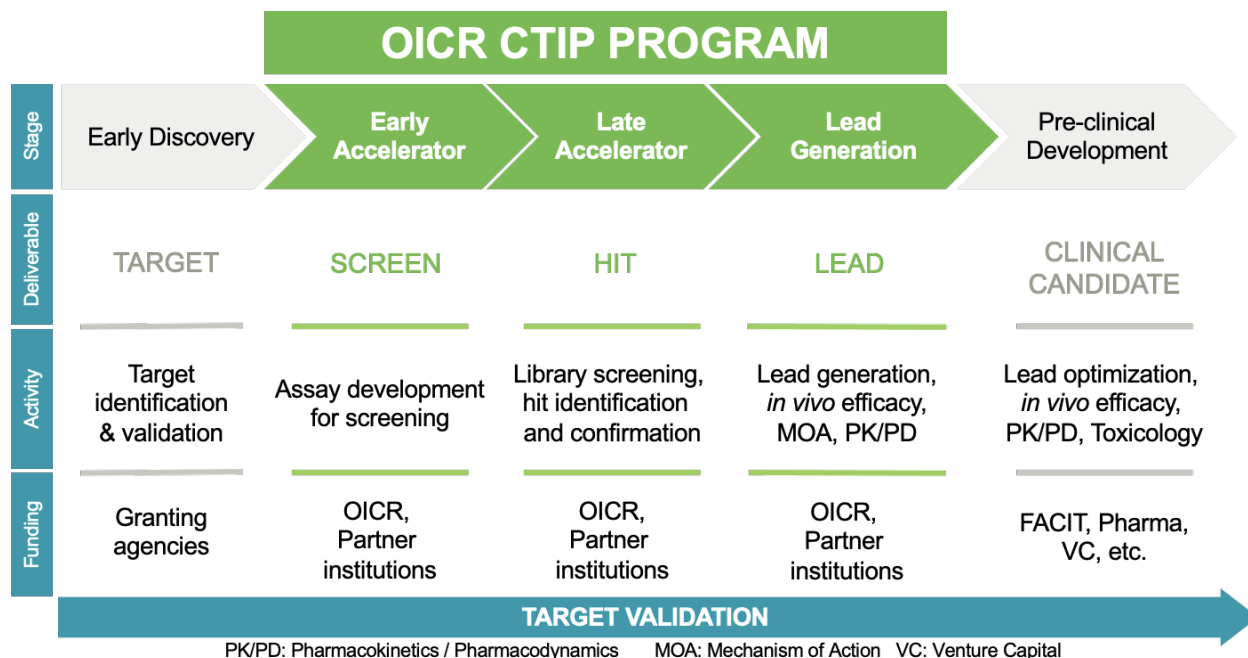 OICR CTIP PROGRAM
Stage
Early Discovery
Early
Accelerator
Late
Accelerator
Lead
Generation
Pre-clinical
Development
Deliverable
TARGET
SCREEN
HIT
LEAD
CLINICAL
CANDIDATE
Activity
Target
identification
& validation
Assay development
for screening
Library screening,
hit identification
and confirmation
Lead generation,
in vivo efficacy,
MOA, PK/PD
Lead optimization,
in vivo efficacy,
PK/PD, Toxicology
Funding
Granting
agencies
OICR,
Partner
institutions
OICR,
Partner
institutions
OICR,
Partner
institutions
FACIT, Pharma,
VC, etc.
TARGET VALIDATION
PK/PD: Pharmacokinetics / Pharmacodynamics MOA: Mechanism of Action VC: Venture Capital